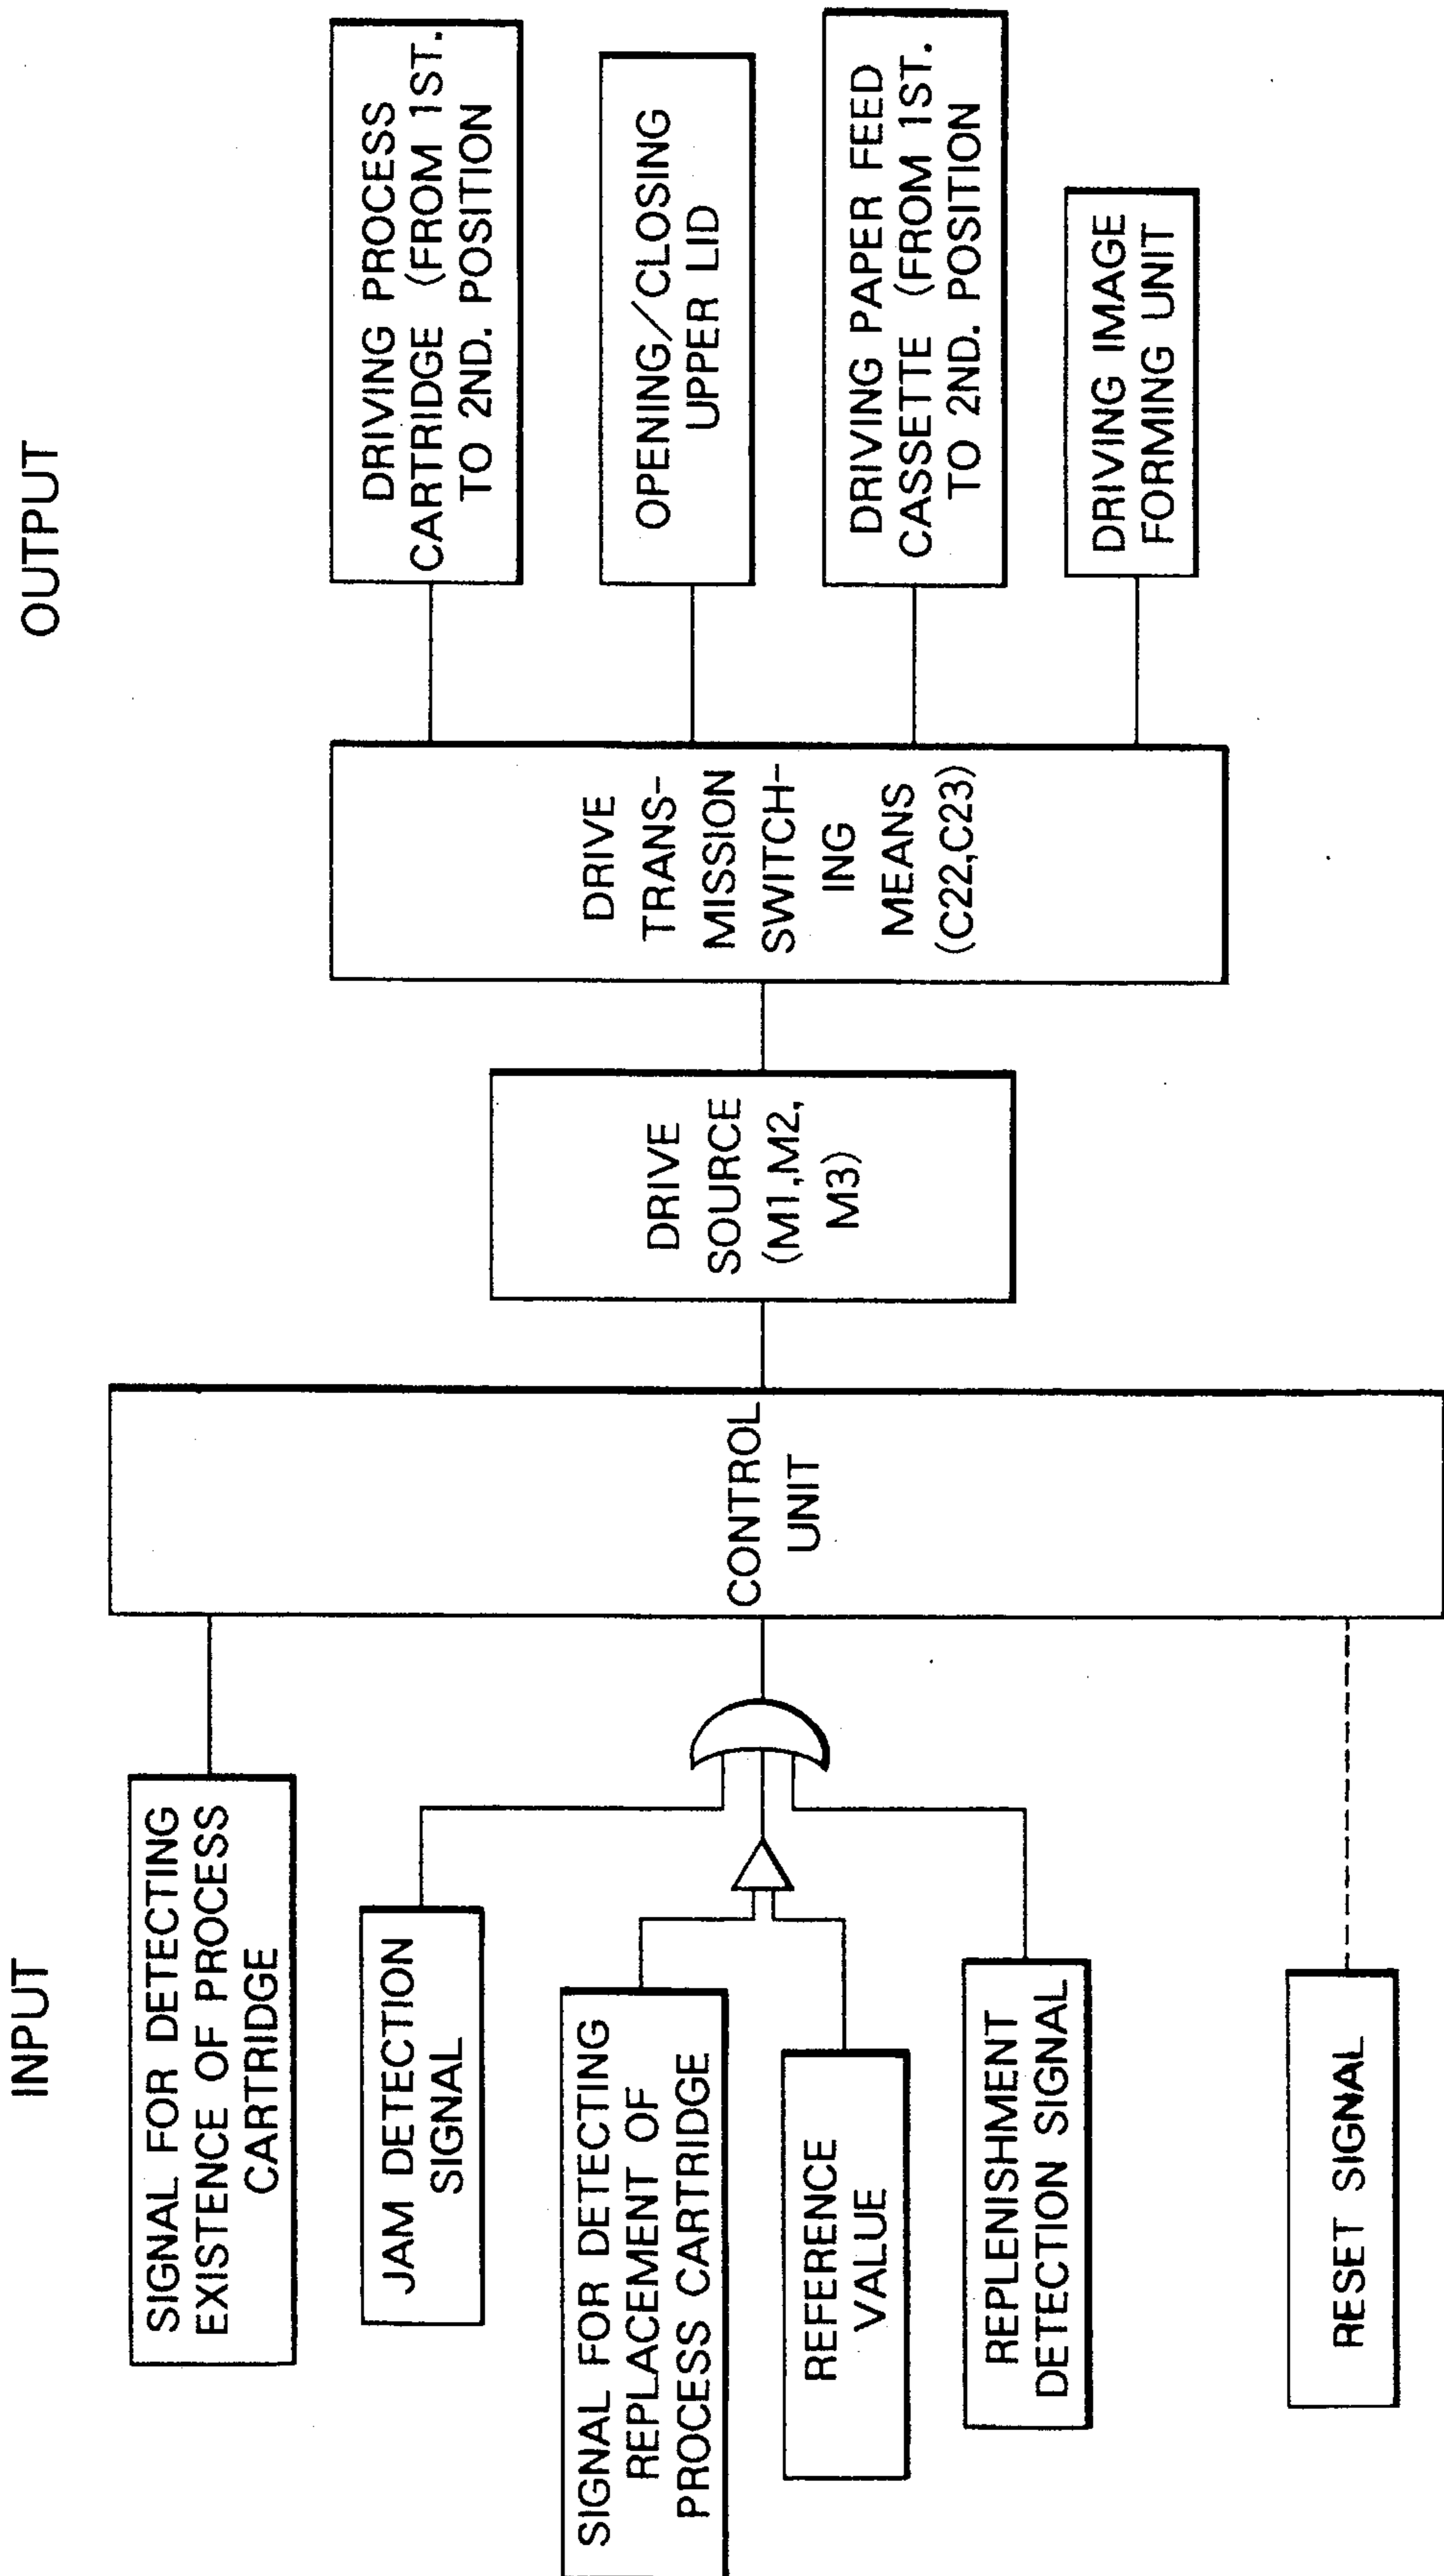 INPUT
OUTPUT
SIGNAL FOR DETECTING
EXISTENCE OF PROCESS
CARTRIDGE
JAM DETECTION
SIGNAL
SIGNAL FOR DETECTING
REPLACEMENT OF
PROCESS CARTRIDGE
REFERENCE
VALUE
REPLENISHMENT
DETECTION SIGNAL
RESET SIGNAL
CONTROL
UNIT
DRIVE
SOURCE
(M1,M2,
M3)
DRIVE
TRANS-
MISSION
SWITCH-
ING
MEANS
(C22,C23)
DRIVING PROCESS
CARTRIDGE (FROM 1ST.
TO 2ND. POSITION
OPENING/CLOSING
UPPER LID
DRIVING PAPER FEED
CASSETTE (FROM 1ST.
TO 2ND. POSITION
DRIVING IMAGE
FORMING UNIT